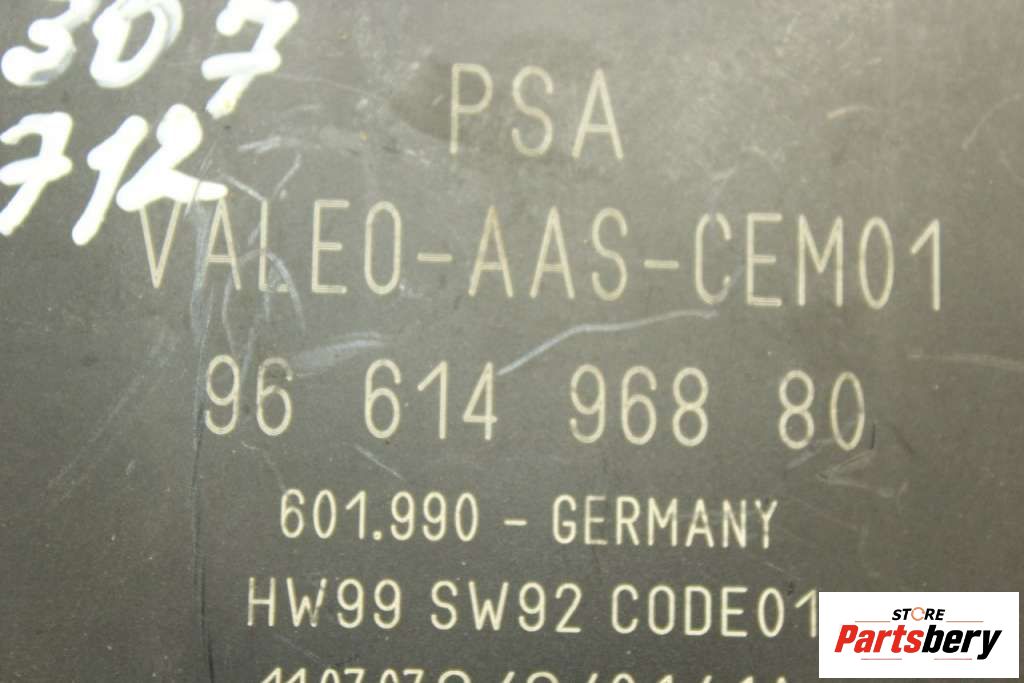 307
712
PSA
VALEO-AAS-CEM01
96 614 968 80
601.990 - GERMANY
HW99 SW92 CODE01
STORE
Partsbery